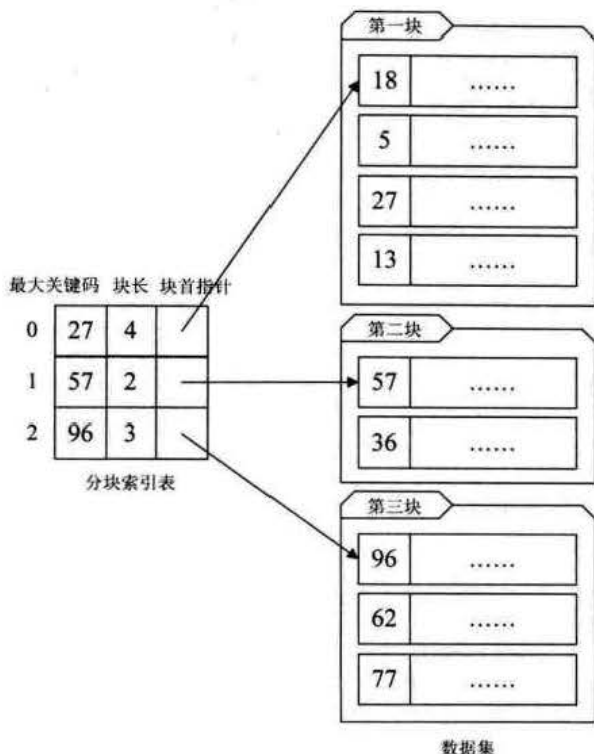 第一块
18 ……
5 ……
27 ……
13 ……
最大关键码 块长 块首指针
0 27 4
1 57 2
2 96 3
分块索引表
第二块
57 ……
36 ……
第三块
96 ……
62 ……
77 ……
数据集